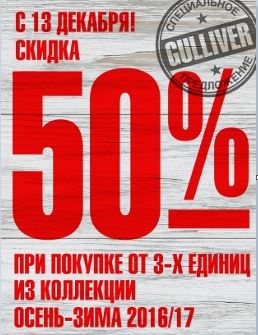 С 13 ДЕКАБРЯ!
СКИДКА
СПЕЦИАЛЬНОЕ
GULLIVER
ПРЕДЛОЖЕНИЕ
50%
ПРИ ПОКУПКЕ ОТ 3-Х ЕДИНИЦ
ИЗ КОЛЛЕКЦИИ
ОСЕНЬ-ЗИМА 2016/17